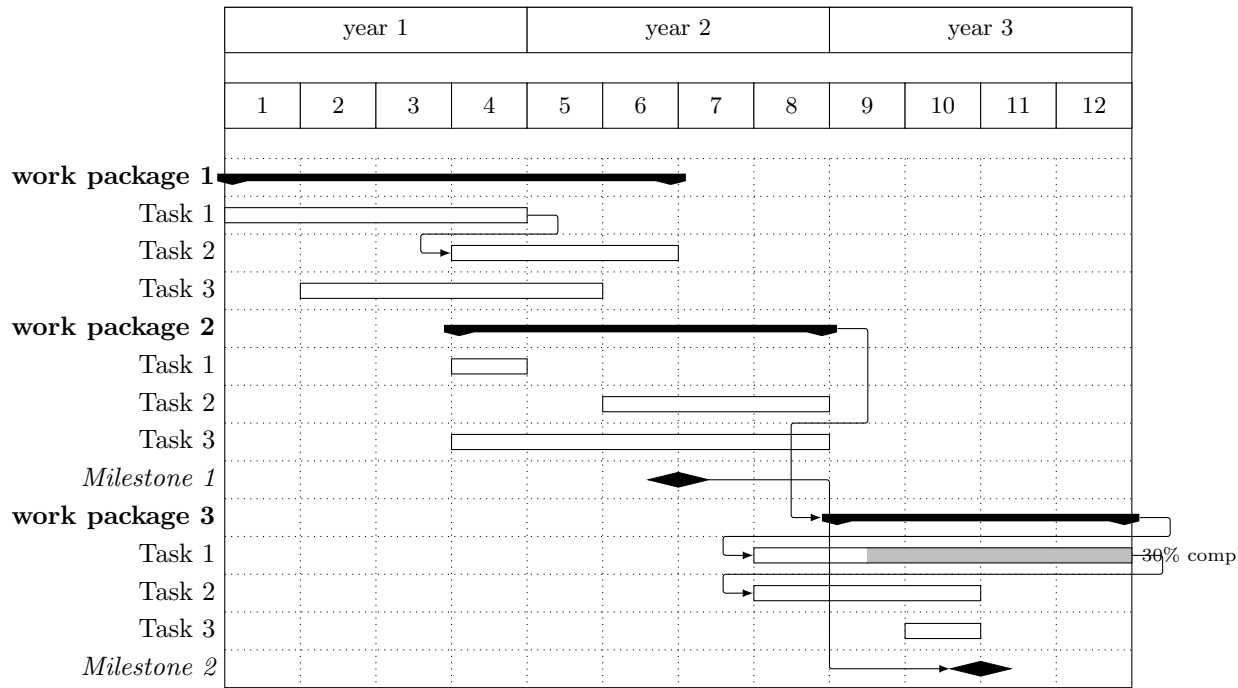 year 1 year 2 year 3
1 2 3 4 5 6 7 8 9 10 11 12
work package 1
Task 1
Task 2
Task 3
work package 2
Task 1
Task 2
Task 3
Milestone 1
work package 3
Task 1 30% comp
Task 2
Task 3
Milestone 2